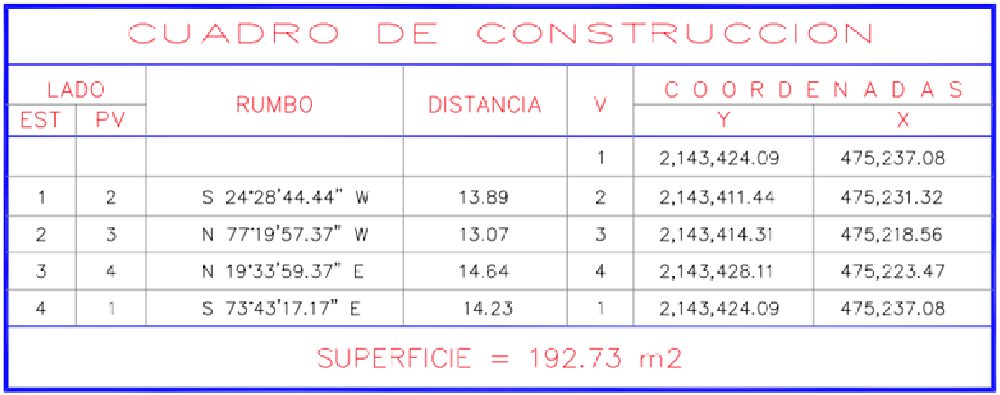 CUADRO DE CONSTRUCCION
LADO RUMBO DISTANCIA V COORDENADAS
EST PV Y X
1 2,143,424.09 475,237.08
1 2 S 24°28'44.44" W 13.89 2 2,143,411.44 475,231.32
2 3 N 77°19'57.37" W 13.07 3 2,143,414.31 475,218.56
3 4 N 19°33'59.37" E 14.64 4 2,143,428.11 475,223.47
4 1 S 73°43'17.17" E 14.23 1 2,143,424.09 475,237.08
SUPERFICIE = 192.73 m2